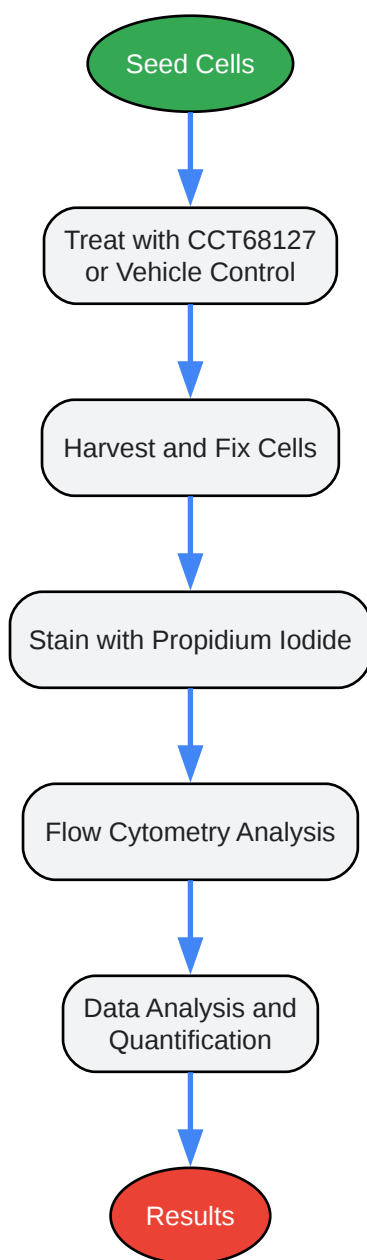 Seed Cells
Treat with CCT68127
or Vehicle Control
Harvest and Fix Cells
Stain with Propidium Iodide
Flow Cytometry Analysis
Data Analysis and
Quantification
Results